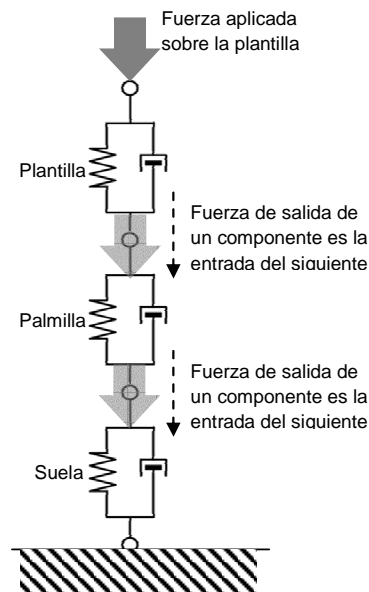 Fuerza aplicada
sobre la plantilla
Plantilla
Fuerza de salida de
un componente es la
entrada del siguiente
Palmilla
Fuerza de salida de
un componente es la
entrada del siguiente
Suela